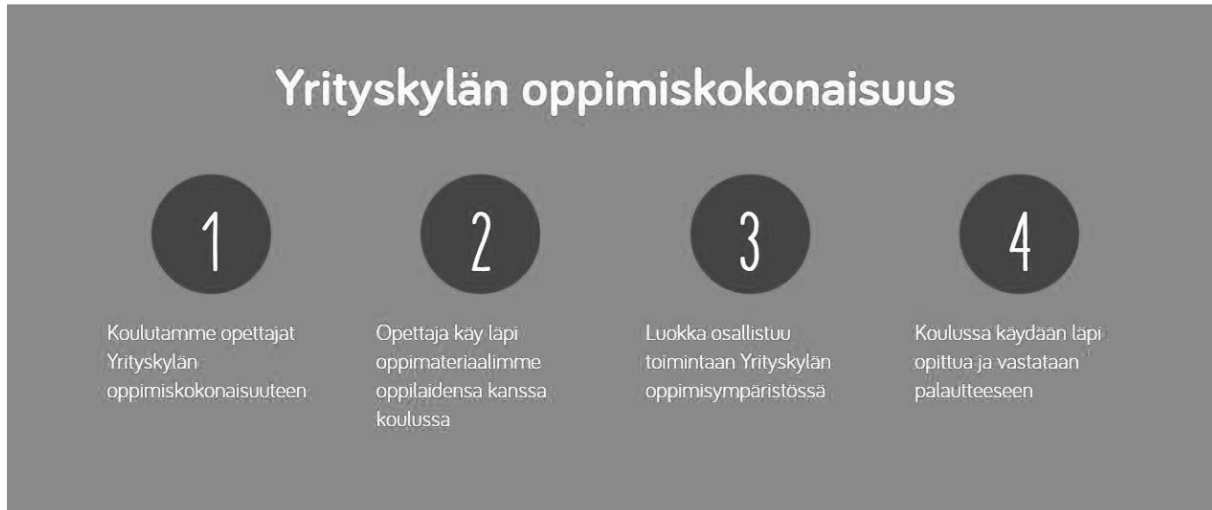 Yrityskylän oppimiskokonaisuus
1
Koulutamme opettajat
Yrityskylän
oppimiskokonaisuuteen
2
Opettaja käy läpi
oppimateriaalimme
oppilaidensa kanssa
koulussa
3
Luokka osallistuu
toimintaan Yrityskylän
oppimisympäristössä
4
Koulussa käydään läpi
opittua ja vastataan
palautteeseen